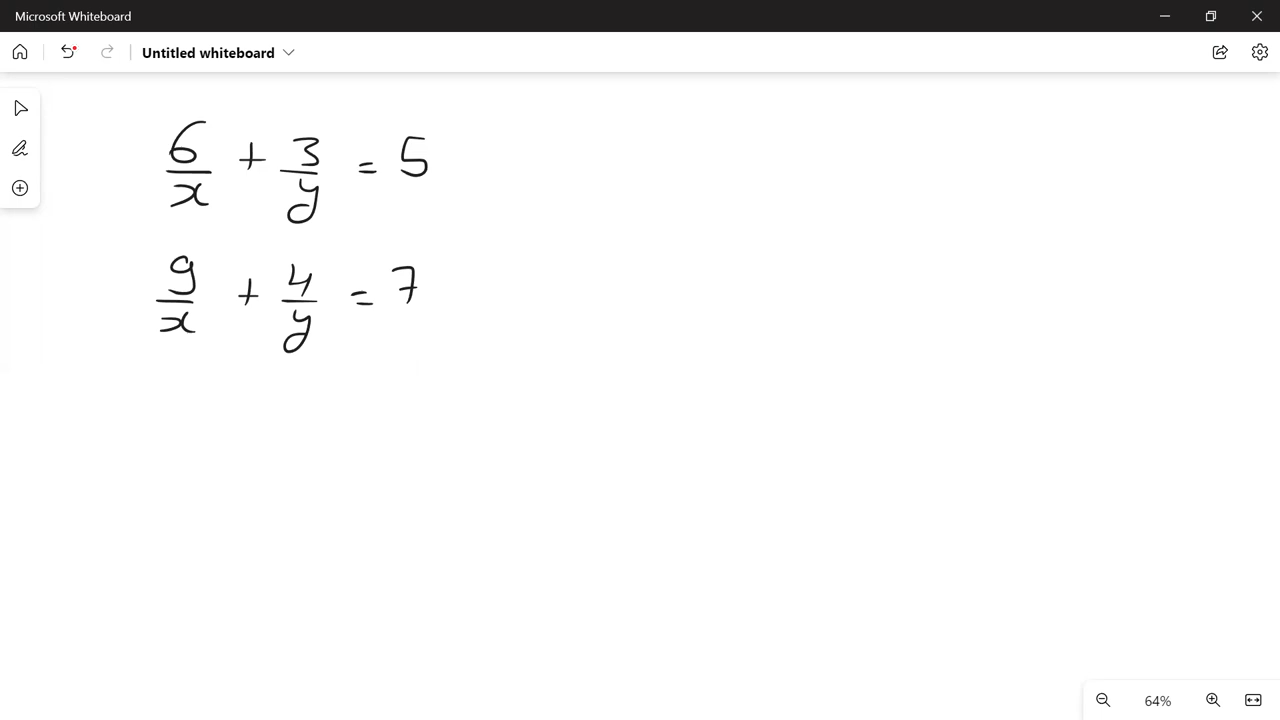 Microsoft Whiteboard
Untitled whiteboard
6/x + 3/y = 5
9/x + 4/y = 7
64%